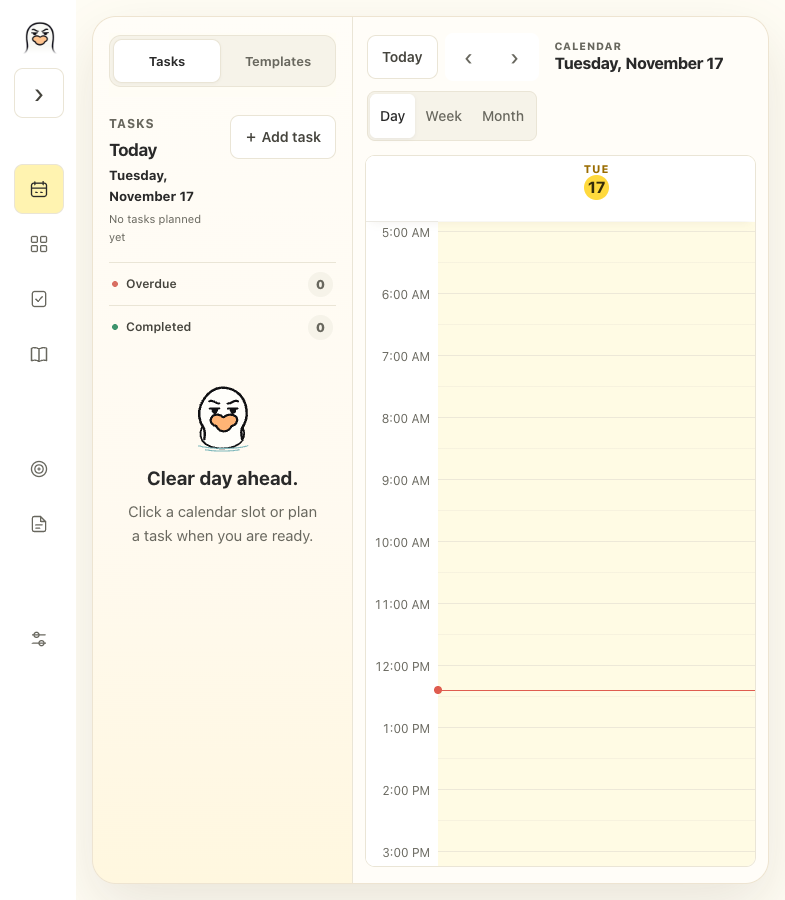 Tasks
Templates
TASKS
Today
Tuesday,
November 17
No tasks planned
yet
+ Add task
Overdue
0
Completed
0
Clear day ahead.
Click a calendar slot or plan
a task when you are ready.
Today
CALENDAR
Tuesday, November 17
Day
Week
Month
TUE
17
5:00 AM
6:00 AM
7:00 AM
8:00 AM
9:00 AM
10:00 AM
11:00 AM
12:00 PM
1:00 PM
2:00 PM
3:00 PM